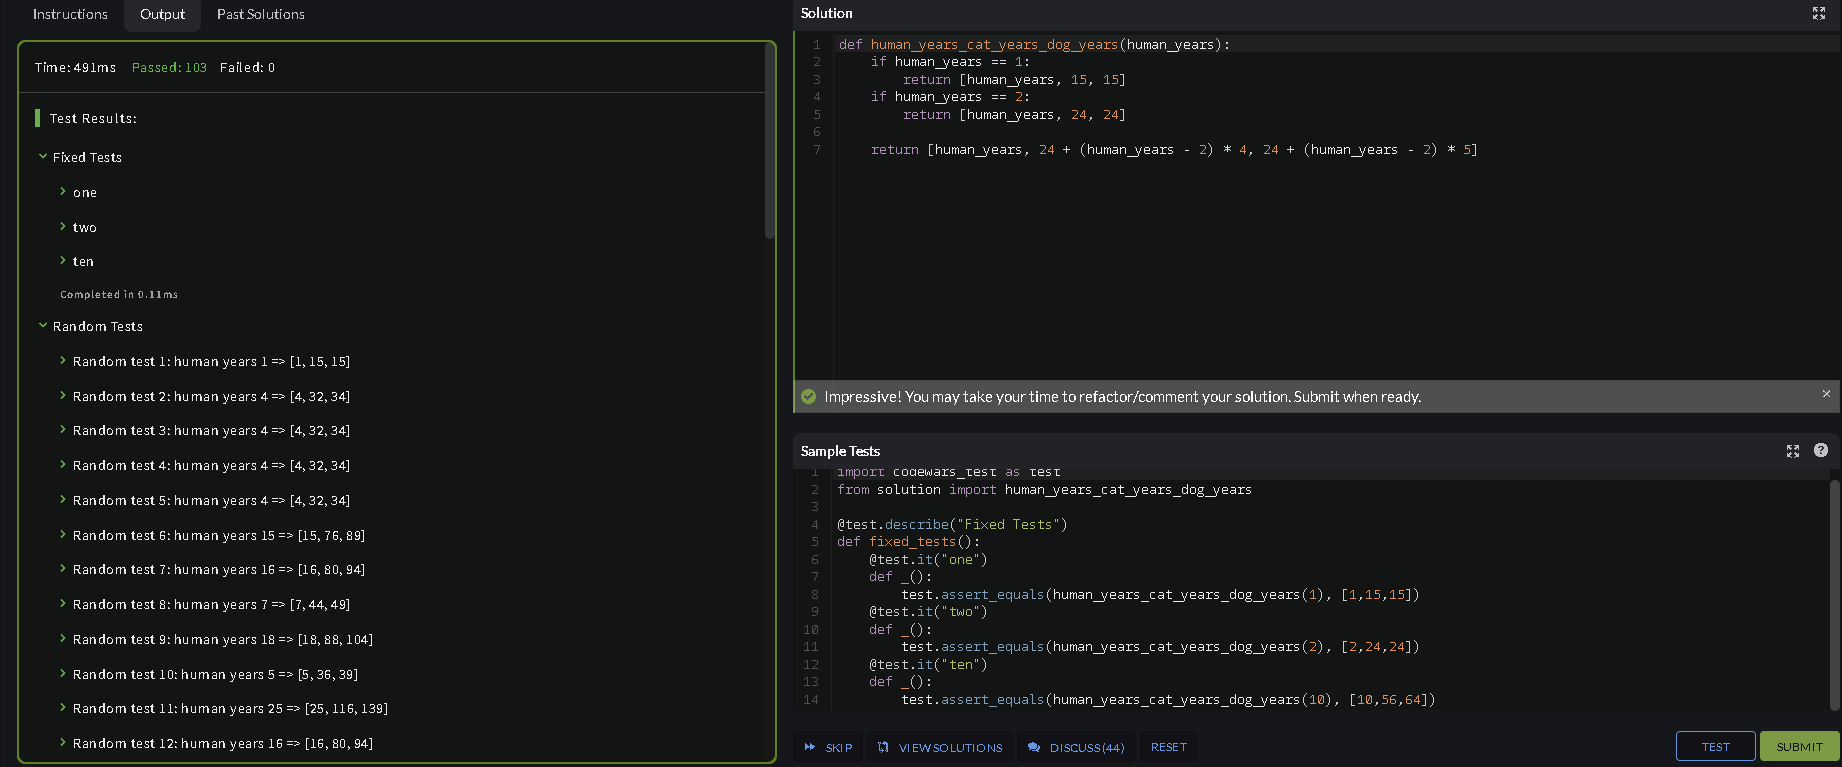 Instructions
Output
Past Solutions
Time: 491ms Passed: 103 Failed: 0
Test Results:
Fixed Tests
one
two
ten
Completed in 0.11ms
Random Tests
Random test 1: human years 1 => [1, 15, 15]
Random test 2: human years 4 => [4, 32, 34]
Random test 3: human years 4 => [4, 32, 34]
Random test 4: human years 4 => [4, 32, 34]
Random test 5: human years 4 => [4, 32, 34]
Random test 6: human years 15 => [15, 76, 89]
Random test 7: human years 16 => [16, 80, 94]
Random test 8: human years 7 => [7, 44, 49]
Random test 9: human years 18 => [18, 88, 104]
Random test 10: human years 5 => [5, 36, 39]
Random test 11: human years 25 => [25, 116, 139]
Random test 12: human years 16 => [16, 80, 94]
Solution
1 def human_years_cat_years_dog_years(human_years):
2     if human_years == 1:
3         return [human_years, 15, 15]
4     if human_years == 2:
5         return [human_years, 24, 24]
6
7     return [human_years, 24 + (human_years - 2) * 4, 24 + (human_years - 2) * 5]
Impressive! You may take your time to refactor/comment your solution. Submit when ready.
Sample Tests
1 import codewars_test as test
2 from solution import human_years_cat_years_dog_years
3
4 @test.describe("Fixed Tests")
5 def fixed_tests():
6     @test.it("one")
7     def _():
8         test.assert_equals(human_years_cat_years_dog_years(1), [1,15,15])
9     @test.it("two")
10     def _():
11         test.assert_equals(human_years_cat_years_dog_years(2), [2,24,24])
12     @test.it("ten")
13     def _():
14         test.assert_equals(human_years_cat_years_dog_years(10), [10,56,64])
SKIP
VIEW SOLUTIONS
DISCUSS (44)
RESET
TEST
SUBMIT